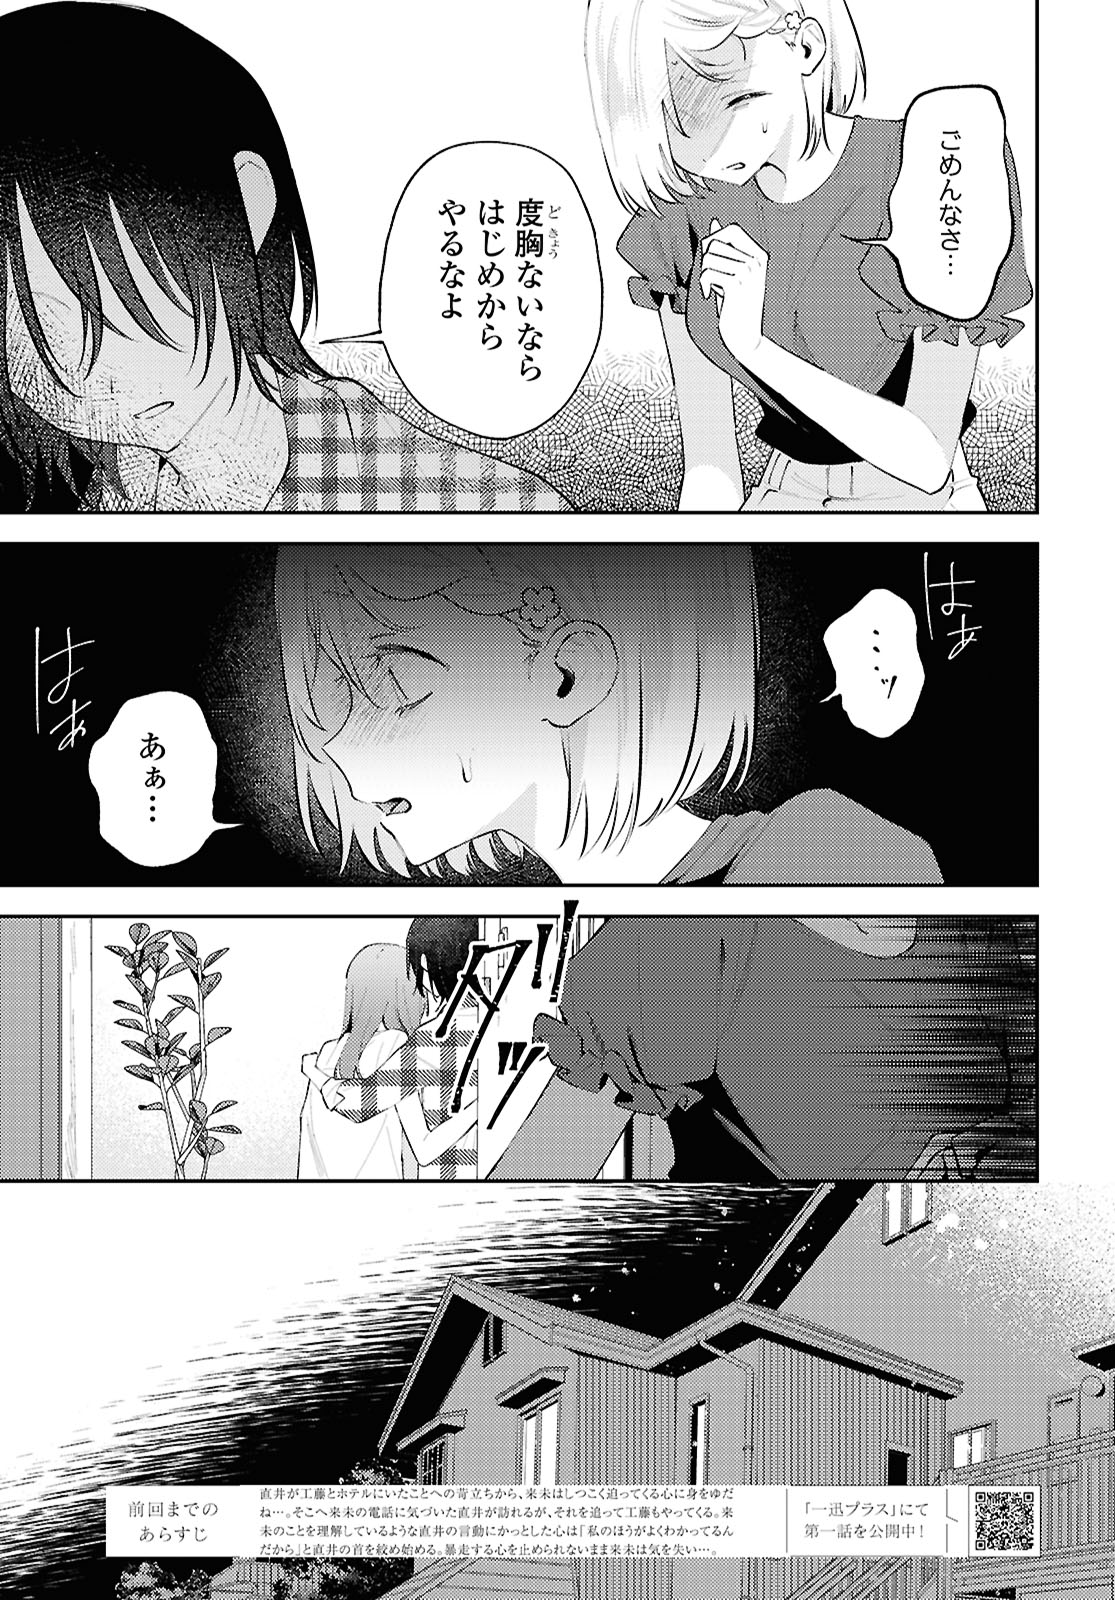 ごめんなさ…
度胸ないなら
どきょう
はじめから
やるなよ
はぁ
…‥ッ
はぁ
あぁ…
ダッ
「一迅プラス」にて
第一話を公開中！
前回までの
あらすじ
直井が工藤とホテルにいたことへの苛立ちから、来未はしつこく迫ってくる心に身をゆだ
ね…。そこへ来未の電話に気づいた直井が訪れるが、それを追って工藤もやってくる。来
未のことを理解しているような直井の言動にかっとした心は「私のほうがよくわかってるん
だから」と直井の首を絞め始める。暴走する心を止められないまま来未は気を失い…。